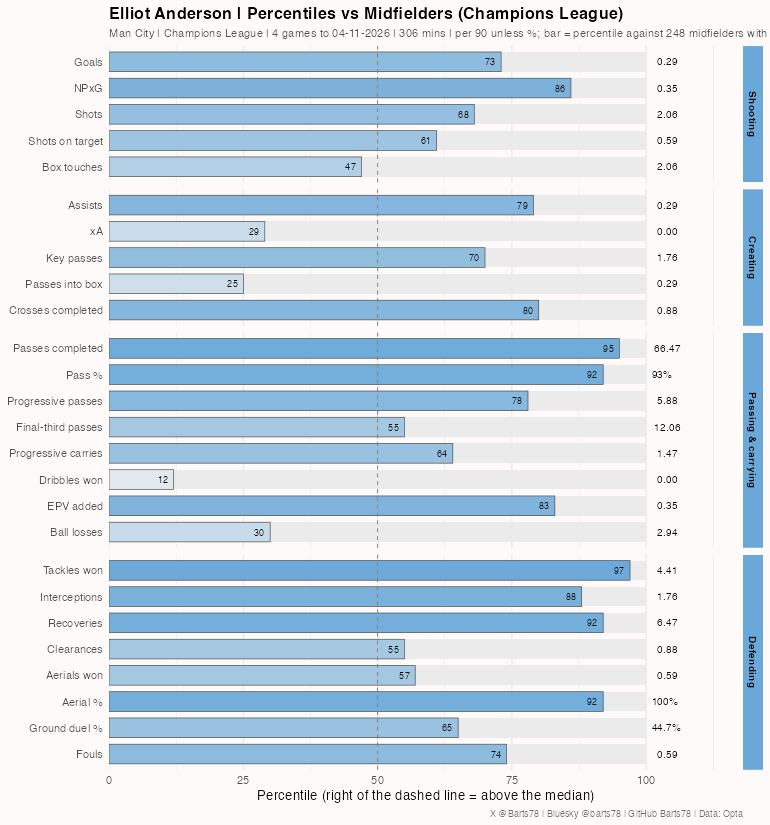 Elliot Anderson | Percentiles vs Midfielders (Champions League)
Man City | Champions League | 4 games to 04-11-2026 | 306 mins | per 90 unless %; bar = percentile against 248 midfielders with
Shooting
Goals 73 0.29
NPxG 86 0.35
Shots 68 2.06
Shots on target 61 0.59
Box touches 47 2.06
Creating
Assists 79 0.29
xA 29 0.00
Key passes 70 1.76
Passes into box 25 0.29
Crosses completed 80 0.88
Passing & carrying
Passes completed 95 66.47
Pass % 92 93%
Progressive passes 78 5.88
Final-third passes 55 12.06
Progressive carries 64 1.47
Dribbles won 12 0.00
EPV added 83 0.35
Ball losses 30 2.94
Defending
Tackles won 97 4.41
Interceptions 88 1.76
Recoveries 92 6.47
Clearances 55 0.88
Aerials won 57 0.59
Aerial % 92 100%
Ground duel % 65 44.7%
Fouls 74 0.59
0 25 50 75 100
Percentile (right of the dashed line = above the median)
X @Barts78 | Bluesky @barts78 | GitHub Barts78 | Data: Opta